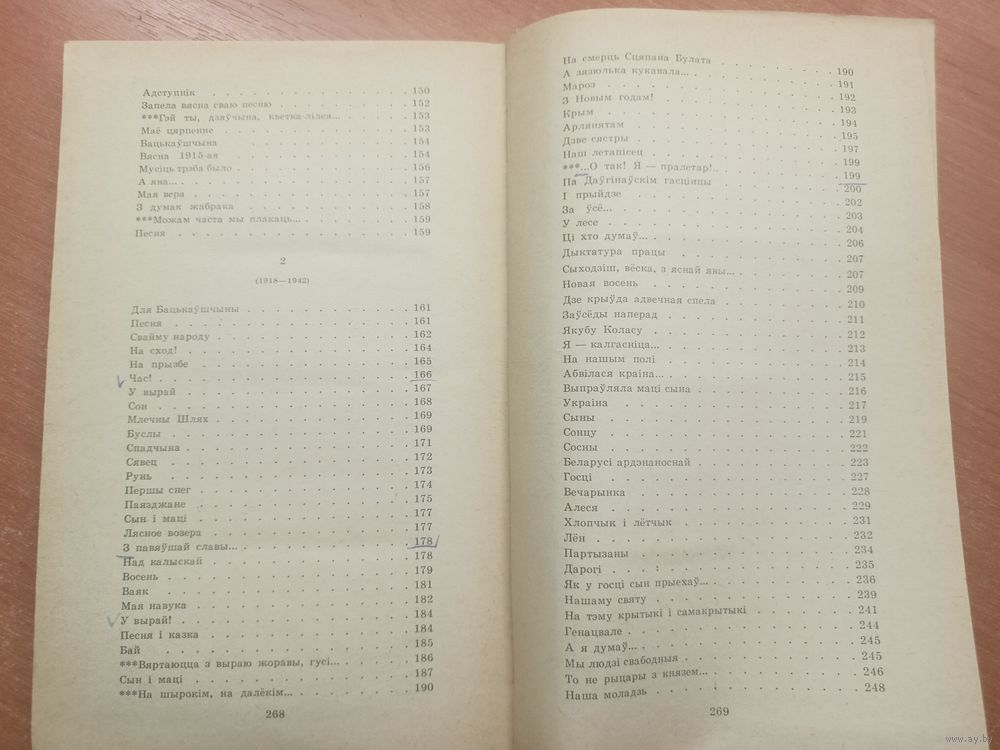 Адступнік . . . 150
Запела вясна сваю песню . . . 152
***Гэй ты, дзяўчына, кветка-лілея... . . . 153
Маё цярпенне . . . 153
Бацькаўшчына . . . 154
Вясна 1915-ая . . . 154
Мусіць трэба было . . . 156
А яна... . . . 157
Мая вера . . . 157
З думак жабрака . . . 158
***Можам часта мы плакаць... . . . 159
Песня . . . 159
2
(1918—1942)
Для Бацькаўшчыны . . . 161
Песня . . . 161
Свайму народу . . . 162
На сход! . . . 164
На прызбе . . . 165
Час! . . . 166
У вырай . . . 167
Сон . . . 168
Млечны Шлях . . . 169
Буслы . . . 169
Спадчына . . . 171
Сявец . . . 172
Рунь . . . 173
Першы снег . . . 174
Паязджане . . . 175
Сын і маці . . . 177
Лясное возера . . . 177
З павяўшай славы... . . . 178
Над калыскай . . . 178
Восень . . . 179
Ваяк . . . 181
Мая навука . . . 182
У вырай! . . . 184
Песня і казка . . . 184
Бай . . . 185
***Вяртаюцца з выраю жоравы, гусі... . . . 186
Сын і маці . . . 187
***На шырокім, на далёкім... . . . 190
268
На смерць Сцяпана Булата . . . 190
А зязюлька кукавала... . . . 191
Мароз . . . 192
З Новым годам! . . . 193
Крым . . . 194
Арлянятам . . . 195
Дзве сястры . . . 197
Наш летапісец . . . 199
***...О так! Я — пралетар!.. . . . 199
Па Даўгінаўскім гасцінцы . . . 200
І прыйдзе . . . 202
За ўсё... . . . 203
У лесе . . . 204
Ці хто думаў... . . . 206
Дыктатура працы . . . 207
Сыходзіш, вёска, з яснай явы... . . . 207
Новая восень . . . 209
Дзе крыўда адвечная спела . . . 210
Заўсёды наперад . . . 211
Якубу Коласу . . . 212
Я — калгасніца... . . . 213
На нашым полі . . . 214
Абвілася краіна... . . . 215
Выпраўляла маці сына . . . 216
Украіна . . . 217
Сыны . . . 219
Сонцу . . . 221
Сосны . . . 222
Беларусі ардэнаноснай . . . 223
Госці . . . 227
Вечарынка . . . 228
Алеся . . . 229
Хлопчык і лётчык . . . 231
Лён . . . 232
Партызаны . . . 234
Дарогі . . . 235
Як у госці сын прыехаў... . . . 236
Нашаму святу . . . 239
На тэму крытыкі і самакрытыкі . . . 241
Генацвале . . . 244
А я думаў... . . . 245
Мы людзі свабодныя . . . 245
То не рыцары з князем... . . . 246
Наша моладзь . . . 248
269
www.ay.by